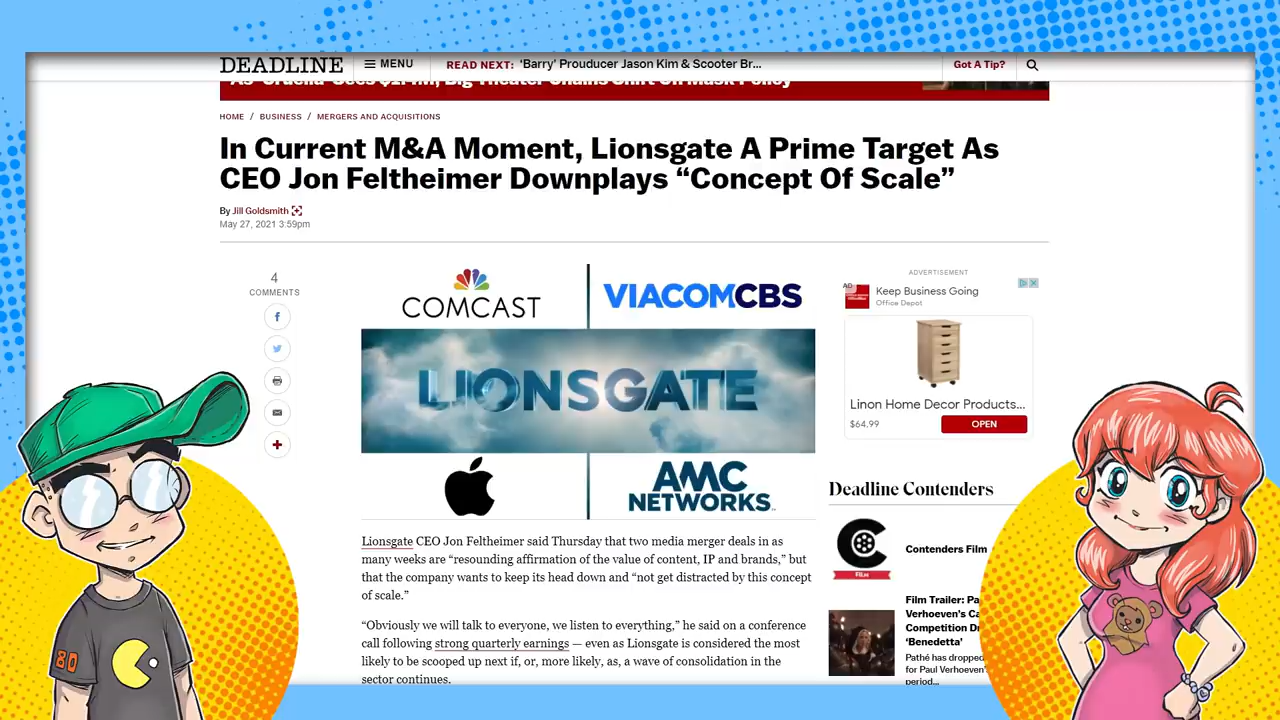 DEADLINE
MENU
READ NEXT: ‘Barry’ Prouducer Jason Kim & Scooter Br...
Got A Tip?
HOME / BUSINESS / MERGERS AND ACQUISITIONS
In Current M&A Moment, Lionsgate A Prime Target As
CEO Jon Feltheimer Downplays “Concept Of Scale”
By Jill Goldsmith
May 27, 2021 3:59pm
4
COMMENTS
COMCAST
VIACOMCBS
LIONSGATE
AMC
NETWORKS
Lionsgate CEO Jon Feltheimer said Thursday that two media merger deals in as
many weeks are “resounding affirmation of the value of content, IP and brands,” but
that the company wants to keep its head down and “not get distracted by this concept
of scale.”
“Obviously we will talk to everyone, we listen to everything,” he said on a conference
call following strong quarterly earnings — even as Lionsgate is considered the most
likely to be scooped up next if, or, more likely, as, a wave of consolidation in the
sector continues.
ADVERTISEMENT
AD
Keep Business Going
Office Depot
Linon Home Decor Products...
$64.99
OPEN
Deadline Contenders
FILM
Contenders Film
Film Trailer: Pa
Verhoeven's Ca
Competition Dr
‘Benedetta’
Pathé has dropped
for Paul Verhoeven'
period...
80